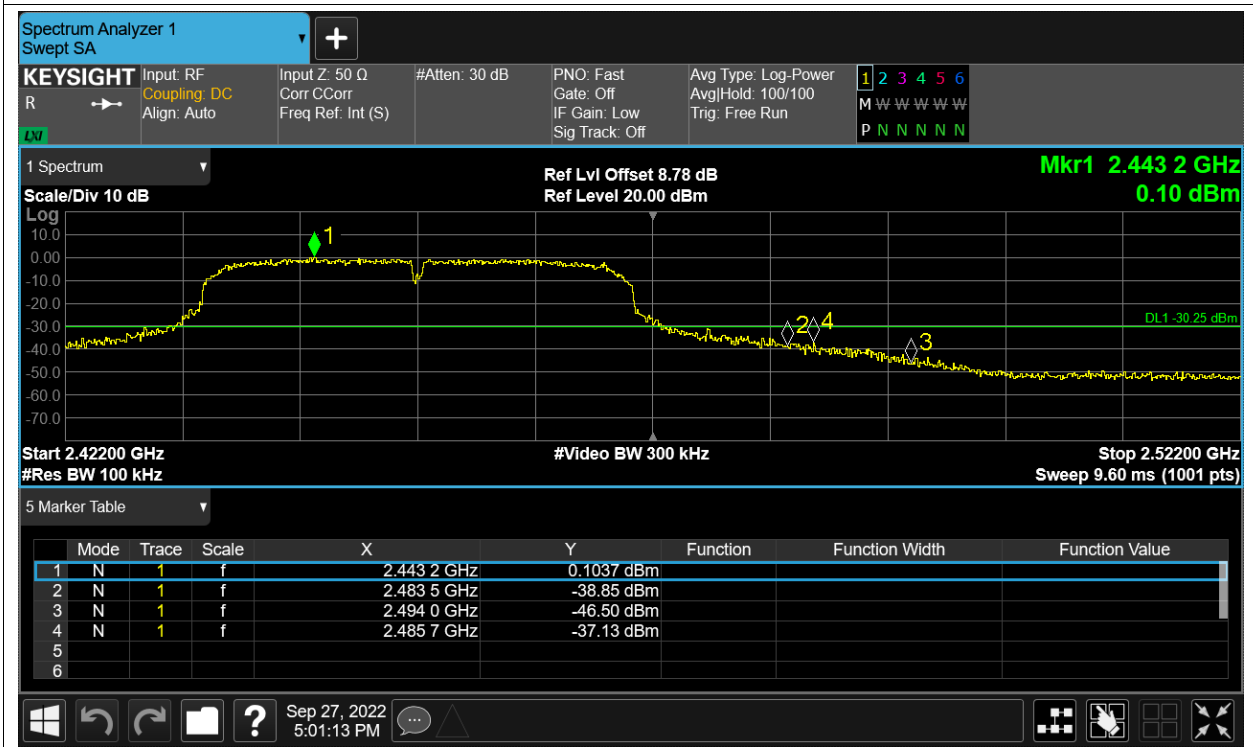 Spectrum Analyzer 1
Swept SA
KEYSIGHT
R
LXI
Input: RF
Coupling: DC
Align: Auto
Input Z: 50 Ω
Corr CCorr
Freq Ref: Int (S)
#Atten: 30 dB
PNO: Fast
Gate: Off
IF Gain: Low
Sig Track: Off
Avg Type: Log-Power
Avg|Hold: 100/100
Trig: Free Run
1 2 3 4 5 6
M W W W W W
P N N N N N
1 Spectrum
Scale/Div 10 dB
Ref Lvl Offset 8.78 dB
Ref Level 20.00 dBm
Mkr1 2.443 2 GHz
0.10 dBm
Log
10.0
0.00
-10.0
-20.0
-30.0
-40.0
-50.0
-60.0
-70.0
1
2 4
3
DL1 -30.25 dBm
Start 2.42200 GHz
#Video BW 300 kHz
Stop 2.52200 GHz
#Res BW 100 kHz
Sweep 9.60 ms (1001 pts)
5 Marker Table
Mode Trace Scale X Y Function Function Width Function Value
1 N 1 f 2.443 2 GHz 0.1037 dBm
2 N 1 f 2.483 5 GHz -38.85 dBm
3 N 1 f 2.494 0 GHz -46.50 dBm
4 N 1 f 2.485 7 GHz -37.13 dBm
5
6
?
Sep 27, 2022
5:01:13 PM